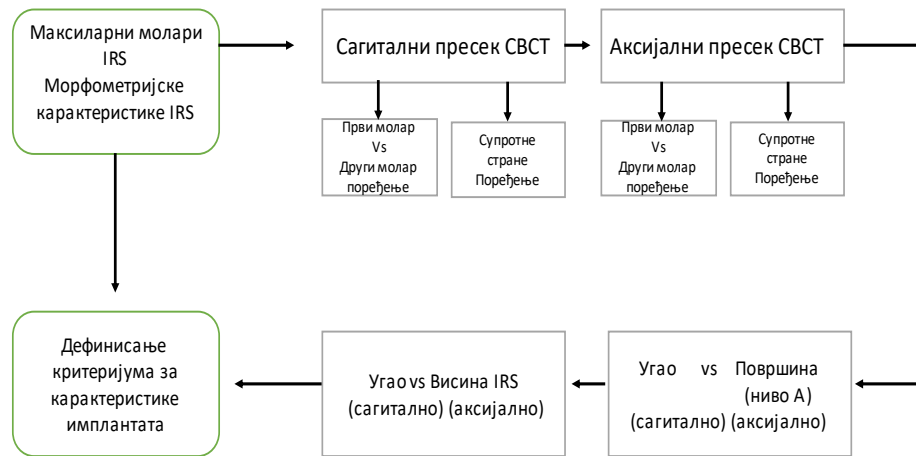 Максиларни молари
IRS
Морфометријске
карактеристике IRS
Сагитални пресек СВСТ
Аксијални пресек СВСТ
Први молар
Vs
Други молар
поређење
Супротне
стране
Поређење
Први молар
Vs
Други молар
поређење
Супротне
стране
Поређење
Дефинисање
критеријума за
карактеристике
имплантата
Угао vs Висина IRS
(сагитално) (аксијално)
Угао vs Површина
(ниво А)
(сагитално) (аксијално)